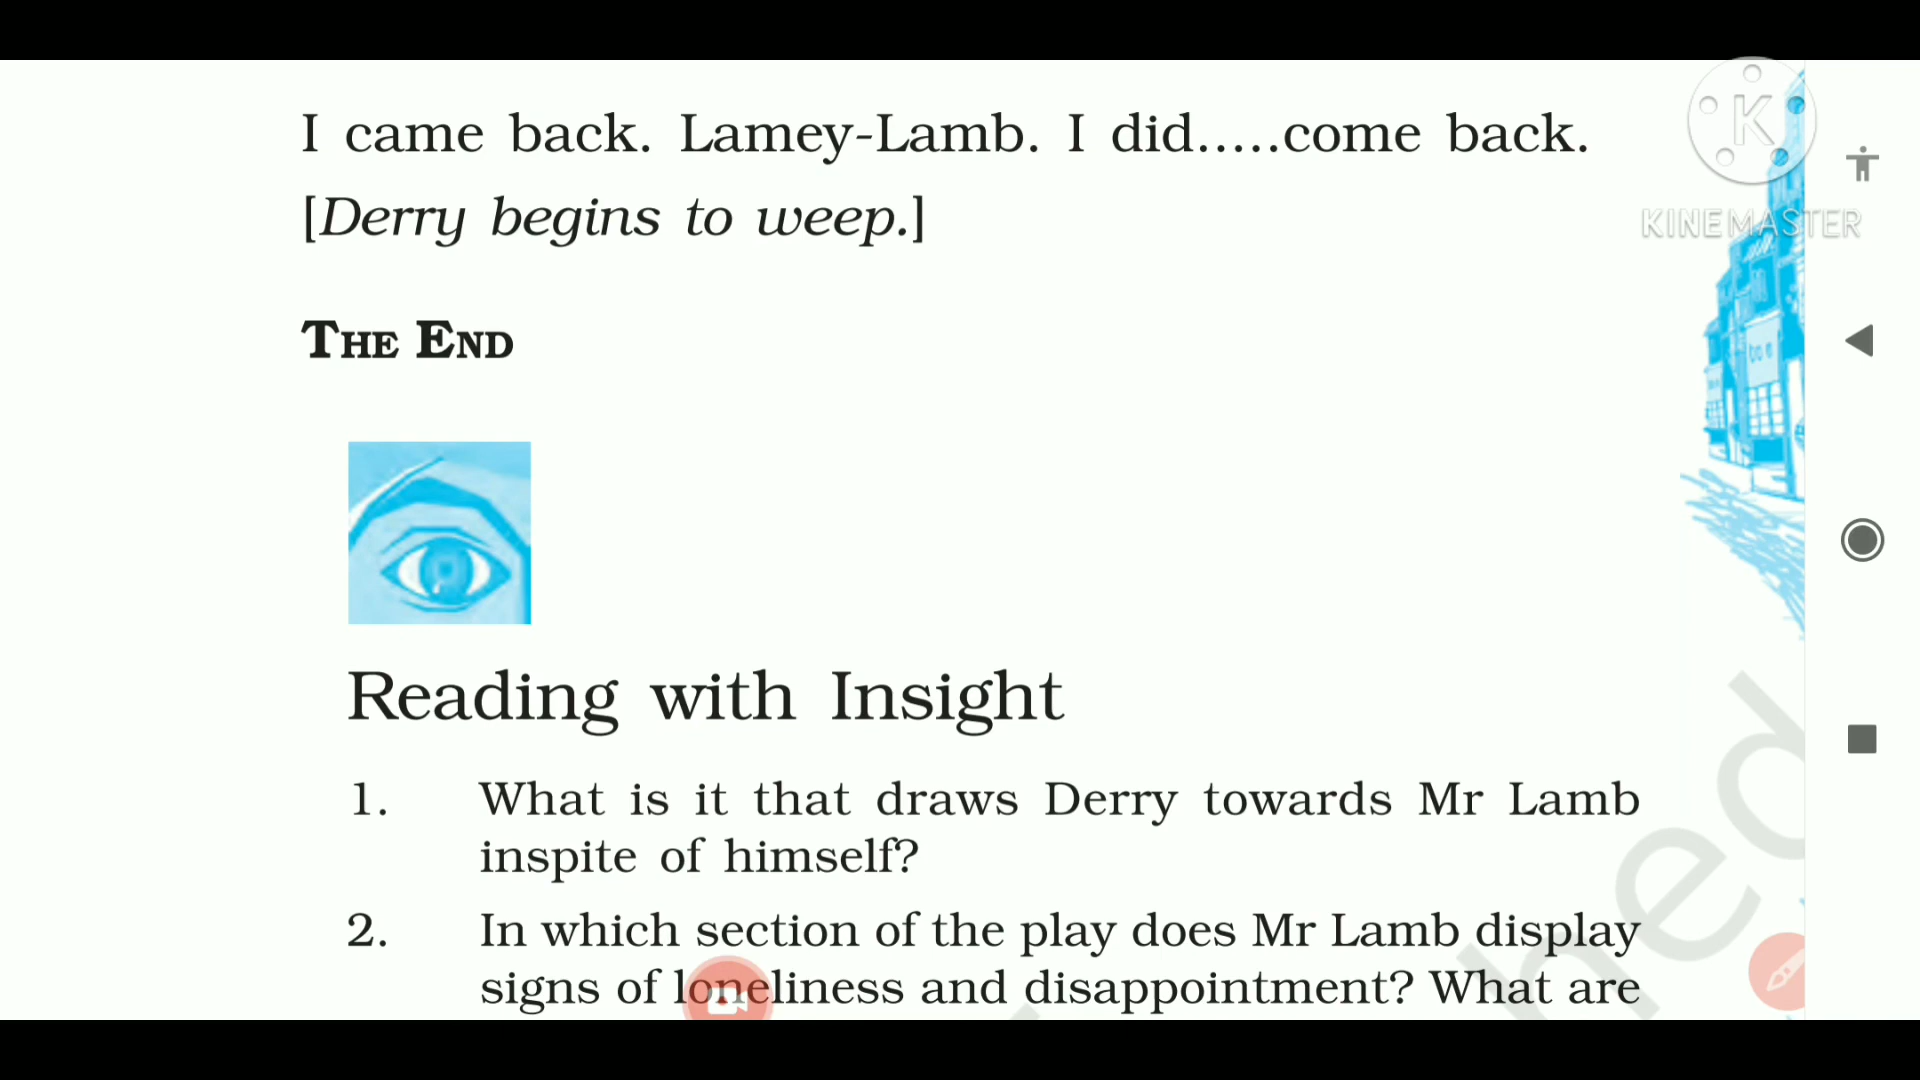 I came back. Lamey-Lamb. I did.....come back.
[Derry begins to weep.]
THE END
Reading with Insight
1. What is it that draws Derry towards Mr Lamb
inspite of himself?
2. In which section of the play does Mr Lamb display
signs of loneliness and disappointment? What are
K
KINEMASTER
hed